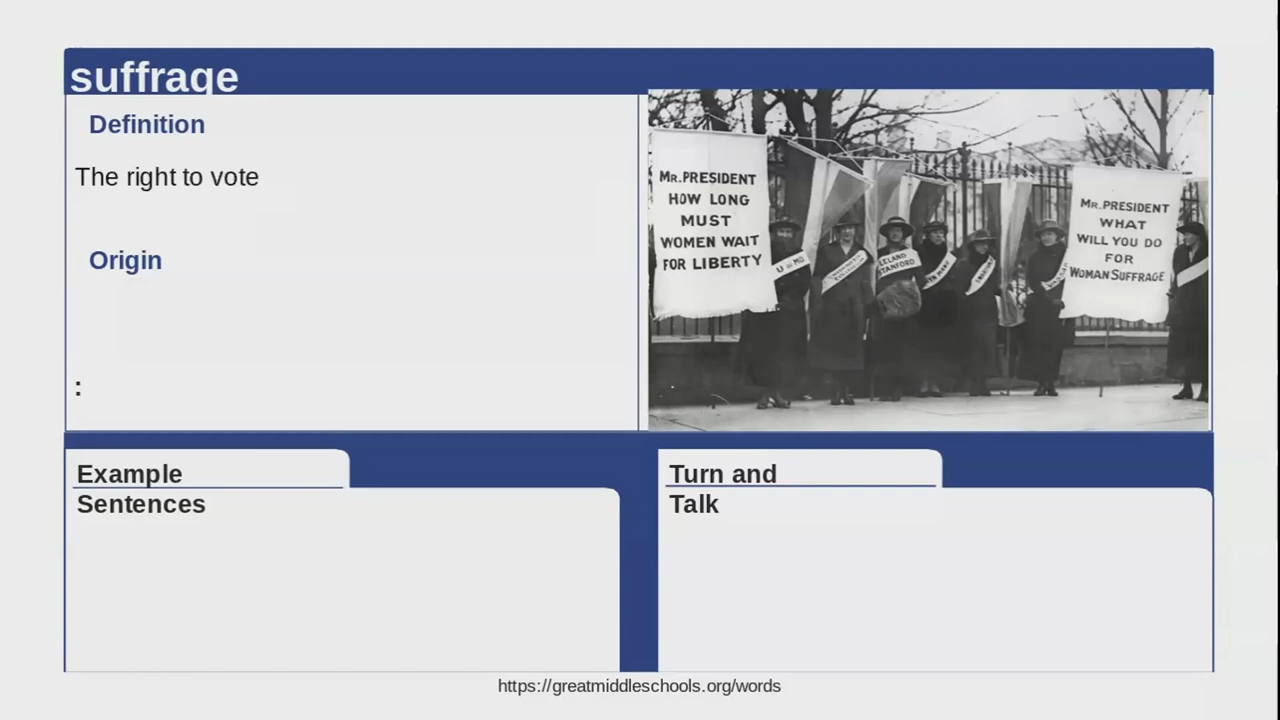 suffrage
Definition
The right to vote
Origin
:
MR. PRESIDENT
HOW LONG
MUST
WOMEN WAIT
FOR LIBERTY
LELAND
STANFORD
MR. PRESIDENT
WHAT
WILL YOU DO
FOR
WOMAN SUFFRAGE
Example
Sentences
Turn and
Talk
https://greatmiddleschools.org/words